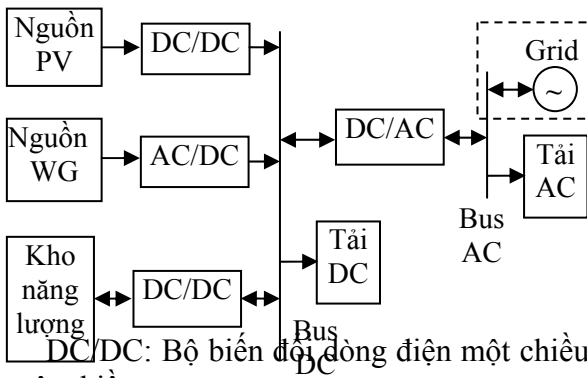 Nguồn
PV
DC/DC
Grid
~
Nguồn
WG
AC/DC
DC/AC
Tải
AC
Bus
AC
Kho
năng
lượng
DC/DC
Tải
DC
Bus
DC
DC/DC: Bộ biến đổi dòng điện một chiều